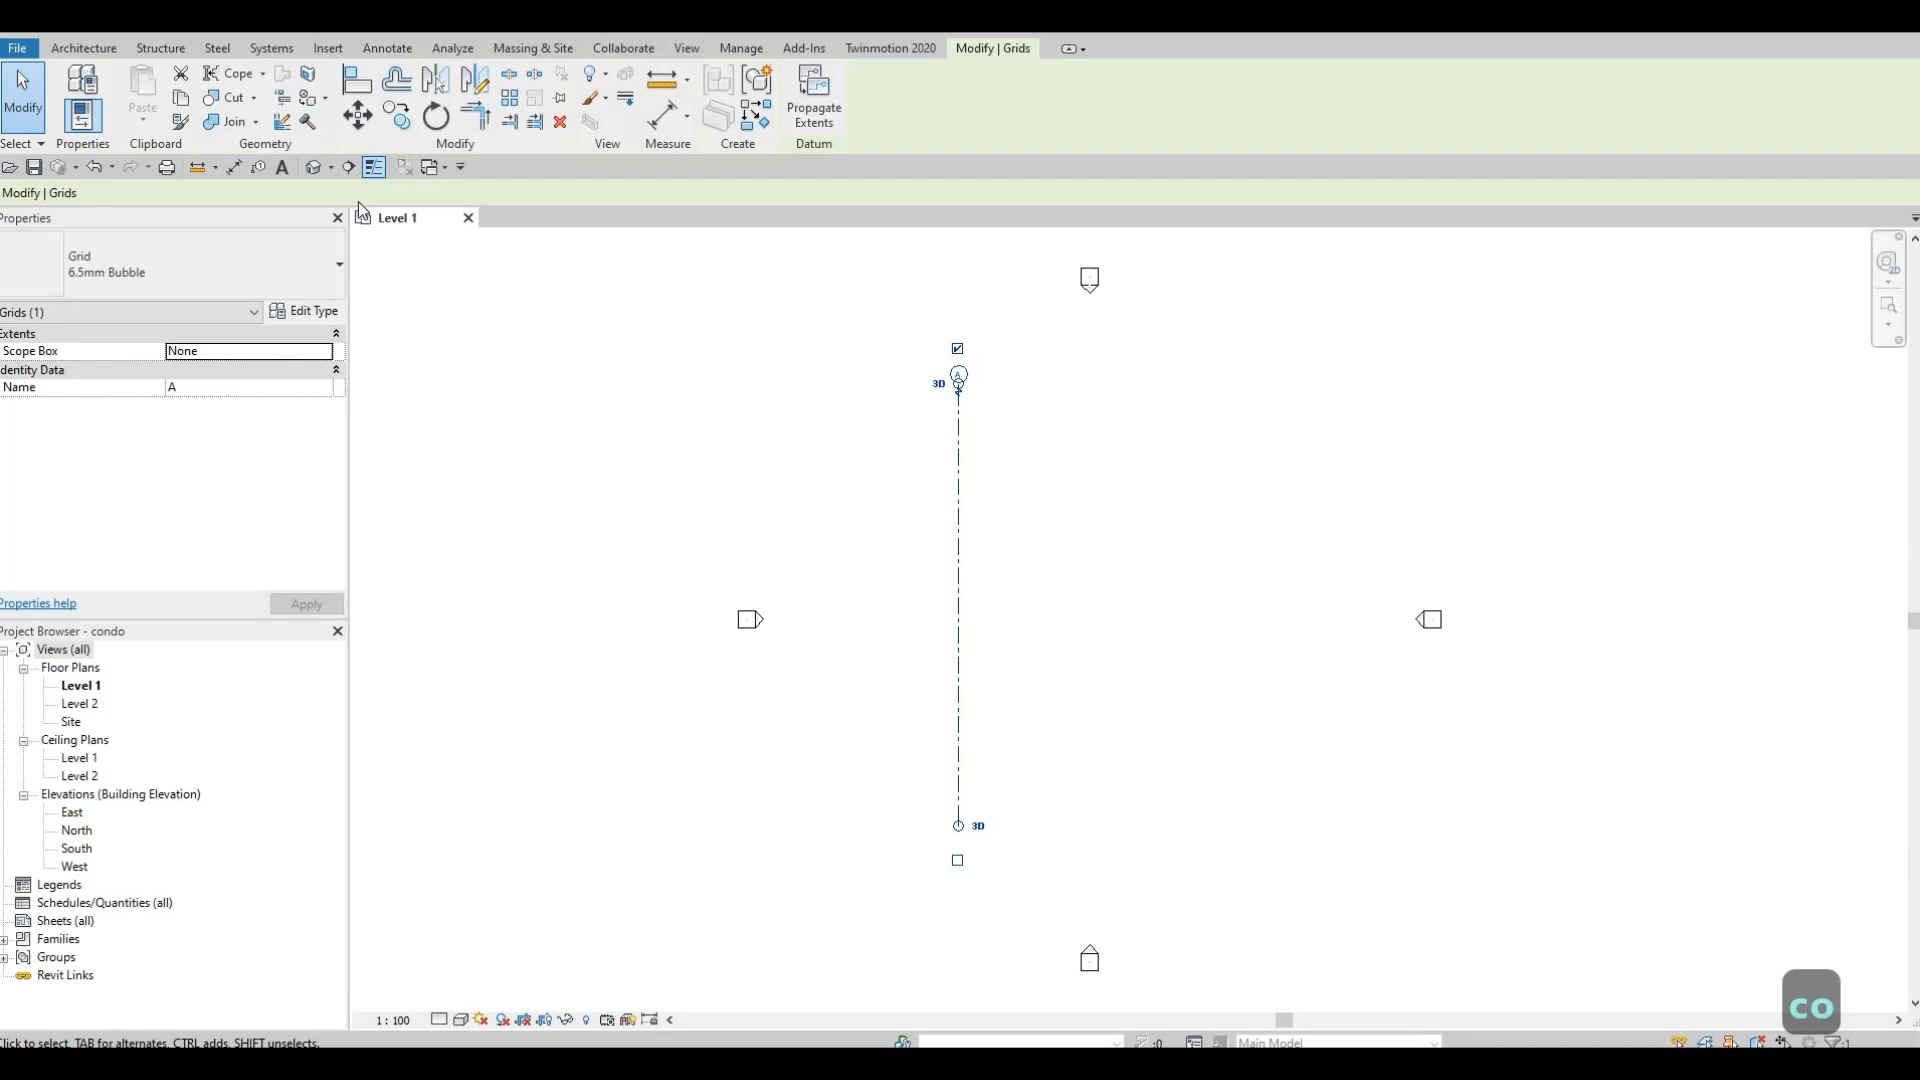 File Architecture Structure Steel Systems Insert Annotate Analyze Massing & Site Collaborate View Manage Add-Ins Twinmotion 2020 Modify | Grids
Modify
Paste
Cope
Cut
Join
Propagate
Extents
Select Properties Clipboard Geometry Modify View Measure Create Datum
A
Modify | Grids
Properties
Level 1
Grid
6.5mm Bubble
Grids (1)
Edit Type
Extents
Scope Box None
Identity Data
Name A
2D
A
3D
3D
Properties help
Apply
Project Browser - condo
Views (all)
Floor Plans
Level 1
Level 2
Site
Ceiling Plans
Level 1
Level 2
Elevations (Building Elevation)
East
North
South
West
Legends
Schedules/Quantities (all)
Sheets (all)
Families
Groups
Revit Links
1 : 100
co
Click to select, TAB for alternates, CTRL adds, SHIFT unselects.
:0
Main Model
:1